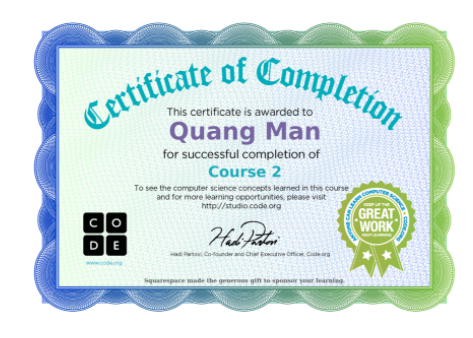 Certificate of Completion
This certificate is awarded to
Quang Man
for successful completion of
Course 2
To see the computer science concepts learned in this course
and for more learning opportunities, please visit
http://studio.code.org
C O
D E
www.code.org
Hadi Partovi
Hadi Partovi, Co-founder and Chief Executive Officer, Code.org
ANYONE CAN LEARN COMPUTER SCIENCE
KEEP UP THE
GREAT
WORK
KEEP LEARNING
Squarespace made the generous gift to sponsor your learning.